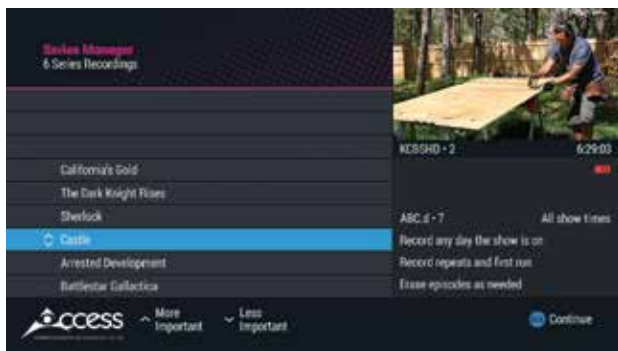 Series Manager
6 Series Recordings
KCBSHD • 2 6:29:03
California's Gold
The Dark Knight Rises
Sherlock
ABC.d • 7 All show times
Castle
Record any day the show is on
Arrested Development
Record repeats and first run
Battlestar Gallactica
Erase episodes as needed
Access
More Important
Less Important
Continue